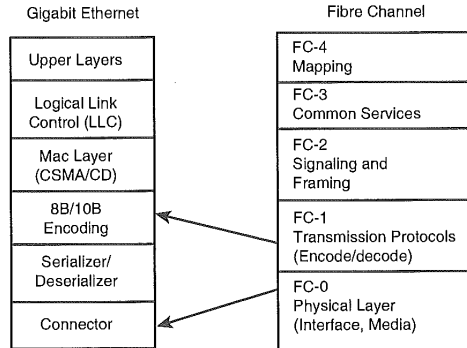 Gigabit Ethernet
Upper Layers
Logical Link
Control (LLC)
Mac Layer
(CSMA/CD)
8B/10B
Encoding
Serializer/
Deserializer
Connector
Fibre Channel
FC-4
Mapping
FC-3
Common Services
FC-2
Signaling and
Framing
FC-1
Transmission Protocols
(Encode/decode)
FC-0
Physical Layer
(Interface, Media)